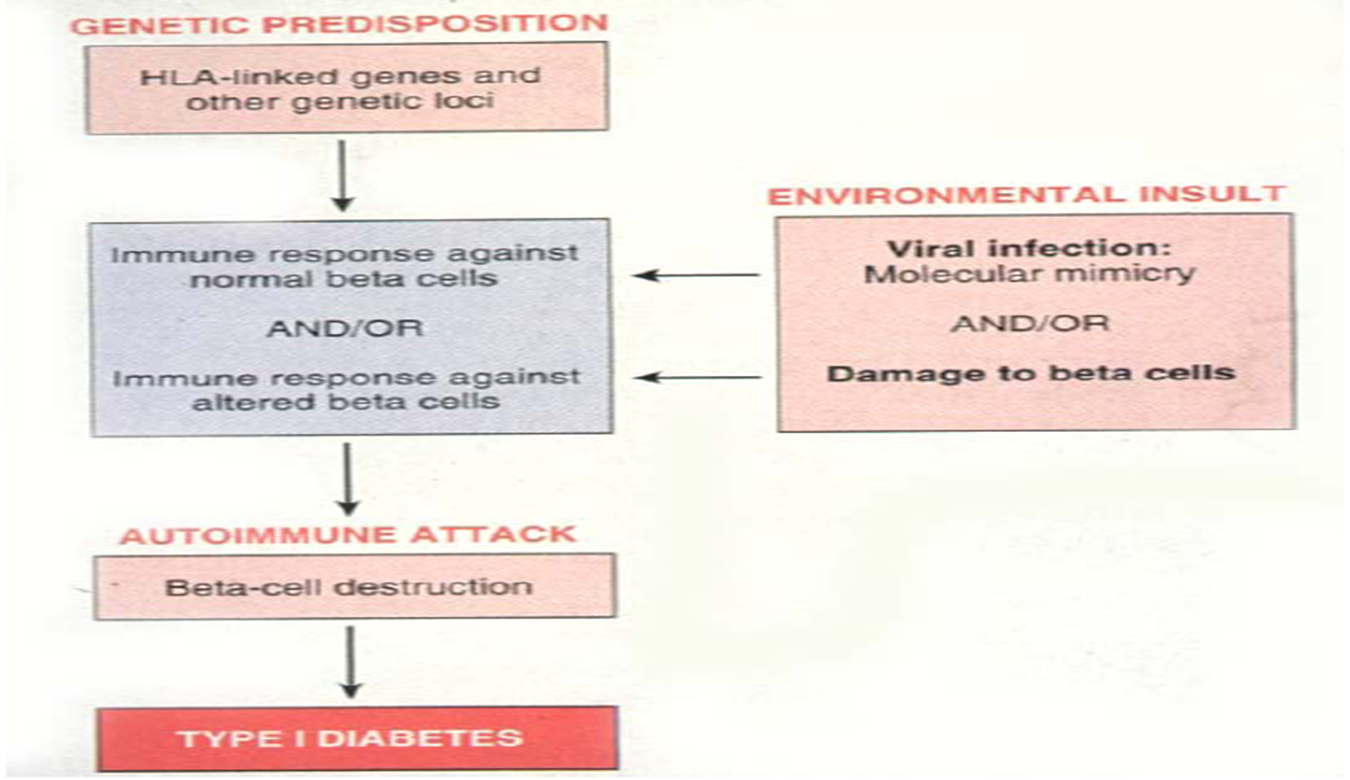 GENETIC PREDISPOSITION
HLA-linked genes and
other genetic loci
ENVIRONMENTAL INSULT
Immune response against
normal beta cells
AND/OR
Immune response against
altered beta cells
Viral infection:
Molecular mimicry
AND/OR
Damage to beta cells
AUTOIMMUNE ATTACK
Beta-cell destruction
TYPE I DIABETES